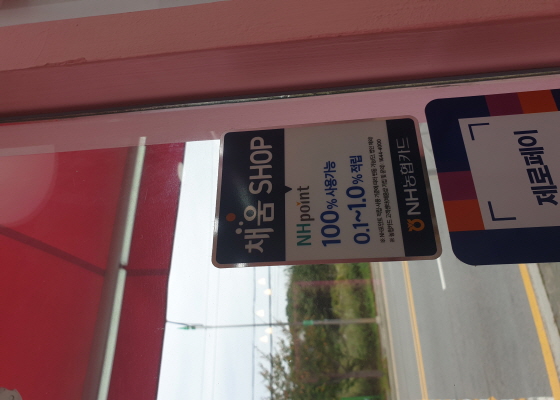 채움 SHOP
NHpoint
100% 사용가능
0.1~1.0% 적립
NH농협카드
제로페이